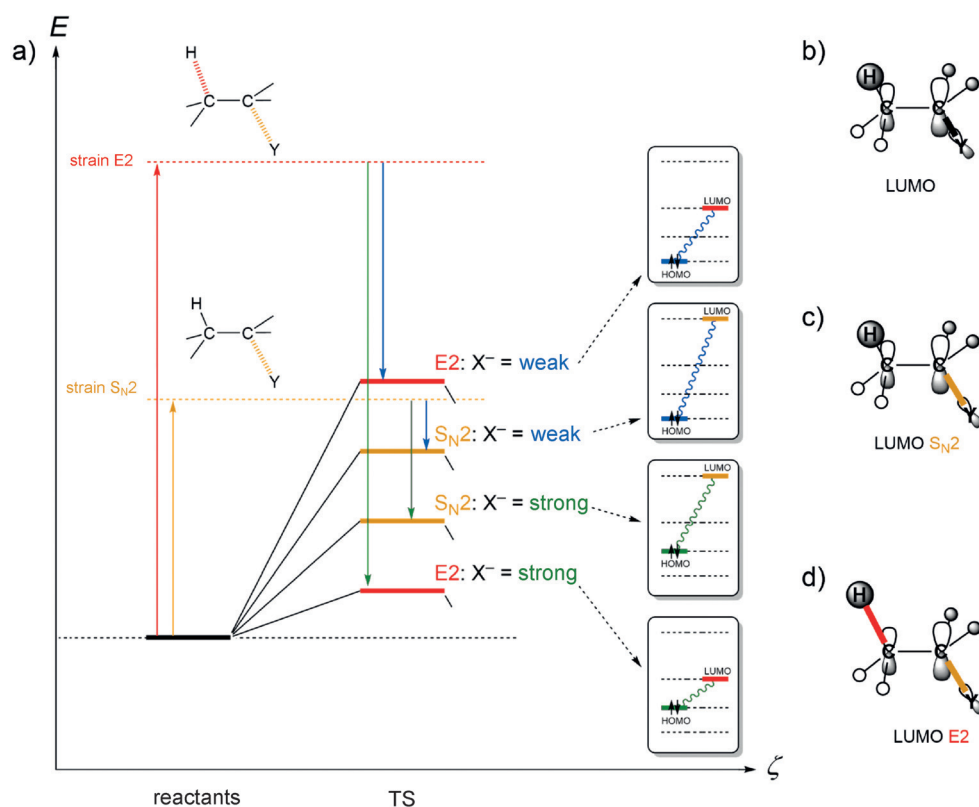 E
a)
H
C
C
Y
strain E2
H
C
C
Y
strain SN2
E2: X– = weak
SN2: X– = weak
SN2: X– = strong
E2: X– = strong
LUMO
HOMO
LUMO
HOMO
LUMO
HOMO
LUMO
HOMO
reactants
TS
ζ
b)
H
C
C
Y
LUMO
c)
H
C
C
Y
LUMO SN2
d)
H
C
C
Y
LUMO E2